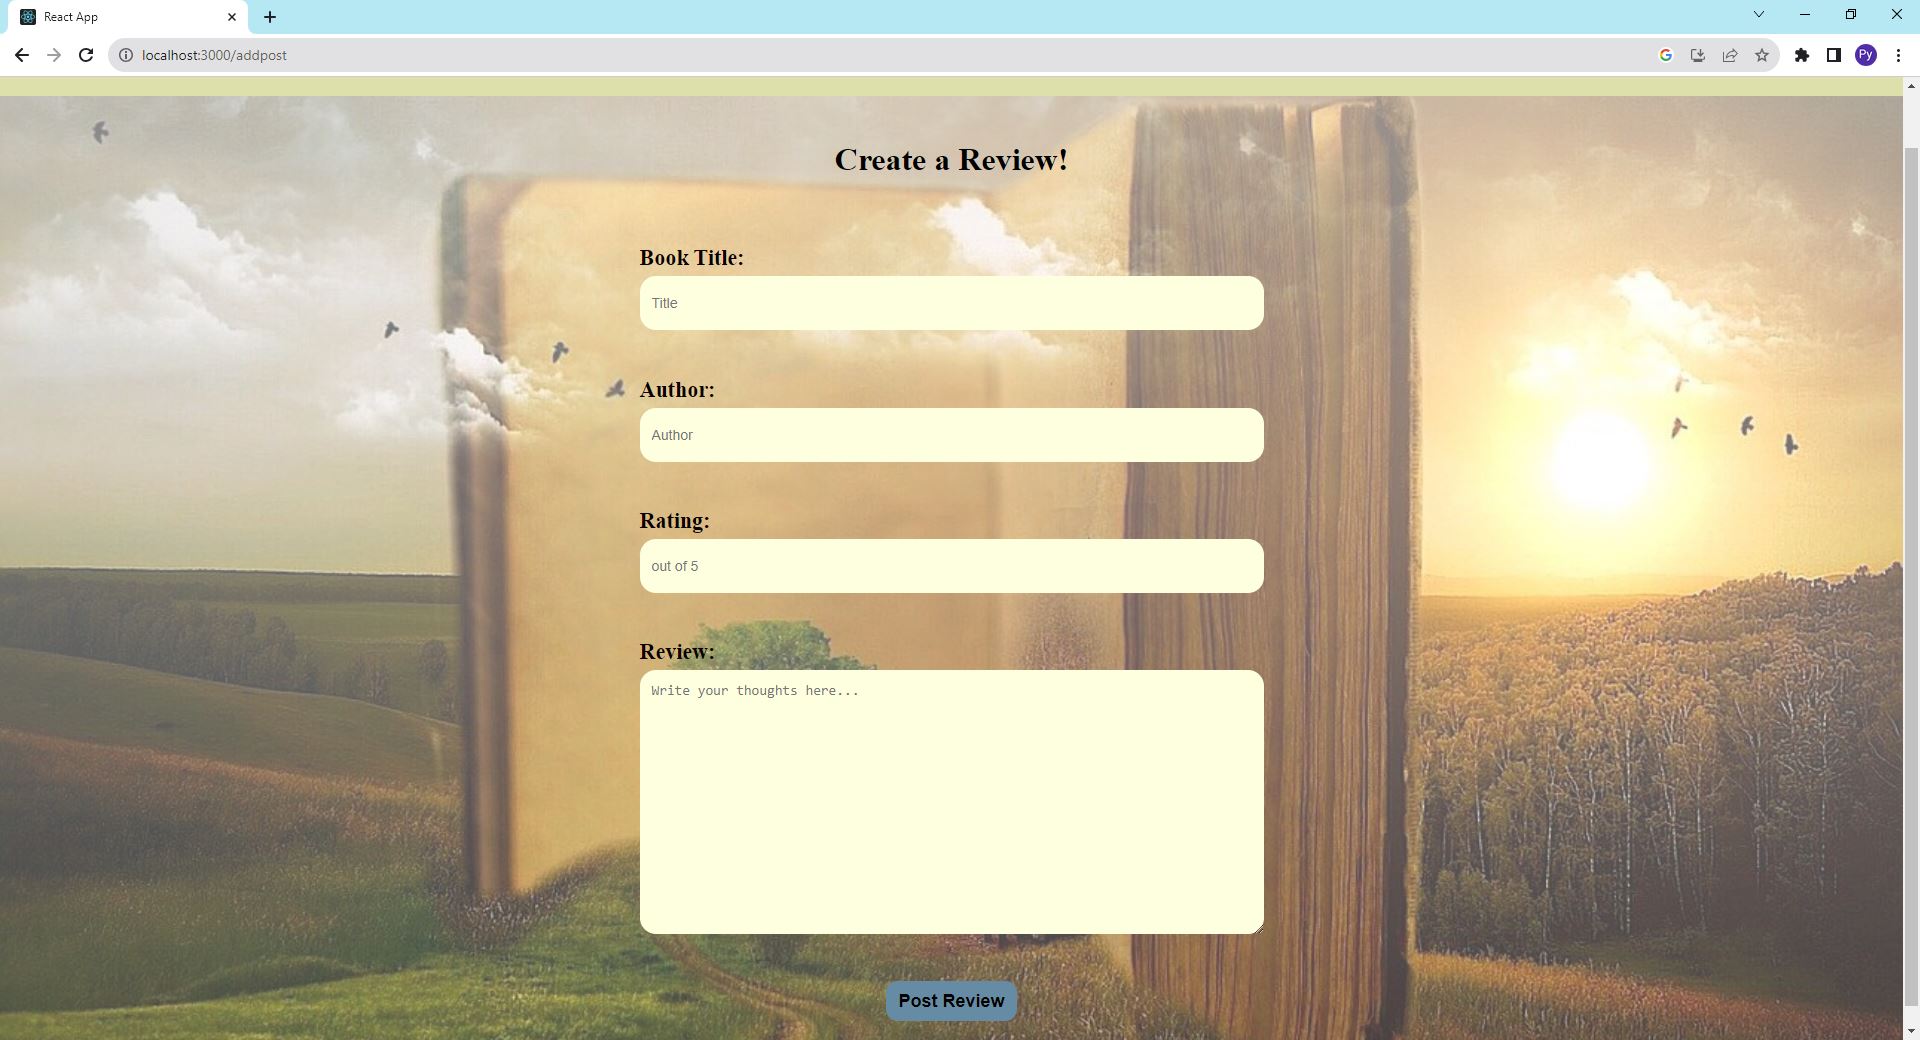 React App
localhost:3000/addpost
Py
Create a Review!
Book Title:
Title
Author:
Author
Rating:
out of 5
Review:
Write your thoughts here...
Post Review